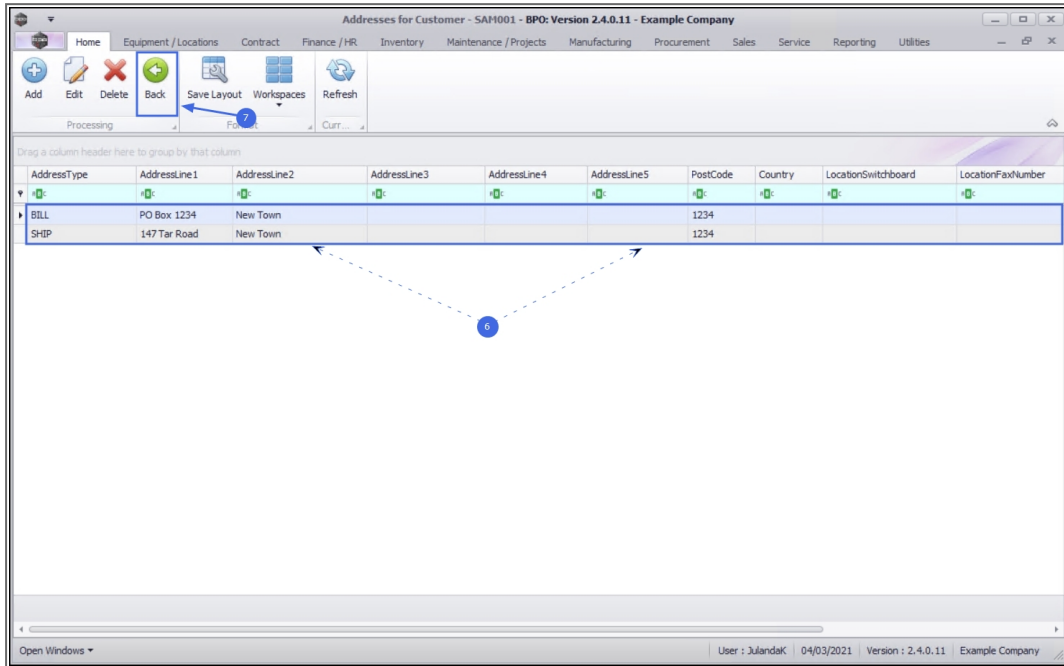 Addresses for Customer - SAM001 - BPO: Version 2.4.0.11 - Example Company
Home Equipment / Locations Contract Finance / HR Inventory Maintenance / Projects Manufacturing Procurement Sales Service Reporting Utilities
Add Edit Delete Back Save Layout Workspaces Refresh
7
Processing Format Curr...
Drag a column header here to group by that column
AddressType AddressLine1 AddressLine2 AddressLine3 AddressLine4 AddressLine5 PostCode Country LocationSwitchboard LocationFaxNumber
BILL PO Box 1234 New Town 1234
SHIP 147 Tar Road New Town 1234
6
Open Windows User : JulandaK 04/03/2021 Version : 2.4.0.11 Example Company